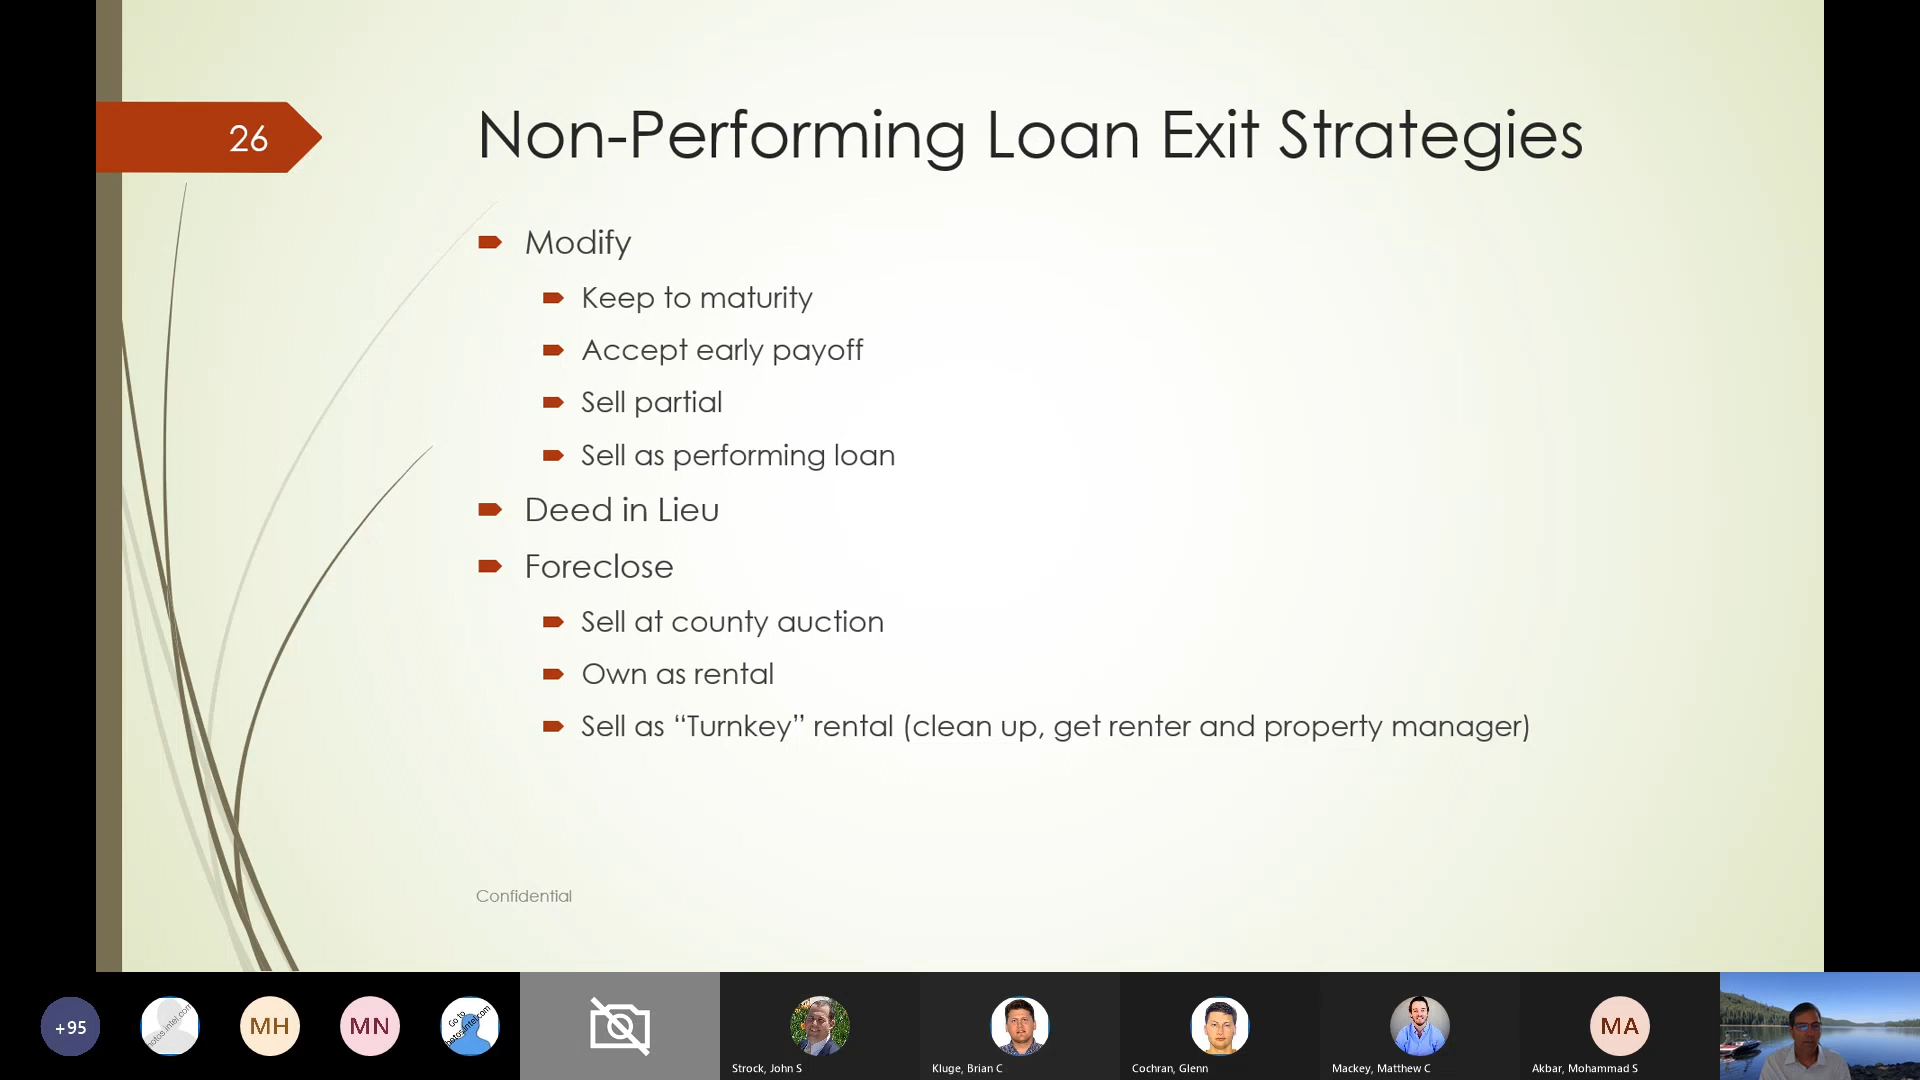 26
Non-Performing Loan Exit Strategies
Modify
Keep to maturity
Accept early payoff
Sell partial
Sell as performing loan
Deed in Lieu
Foreclose
Sell at county auction
Own as rental
Sell as “Turnkey” rental (clean up, get renter and property manager)
Confidential
+95
MH
MN
Go to
MA
Strock, John S
Kluge, Brian C
Cochran, Glenn
Mackey, Matthew C
Akbar, Mohammad S